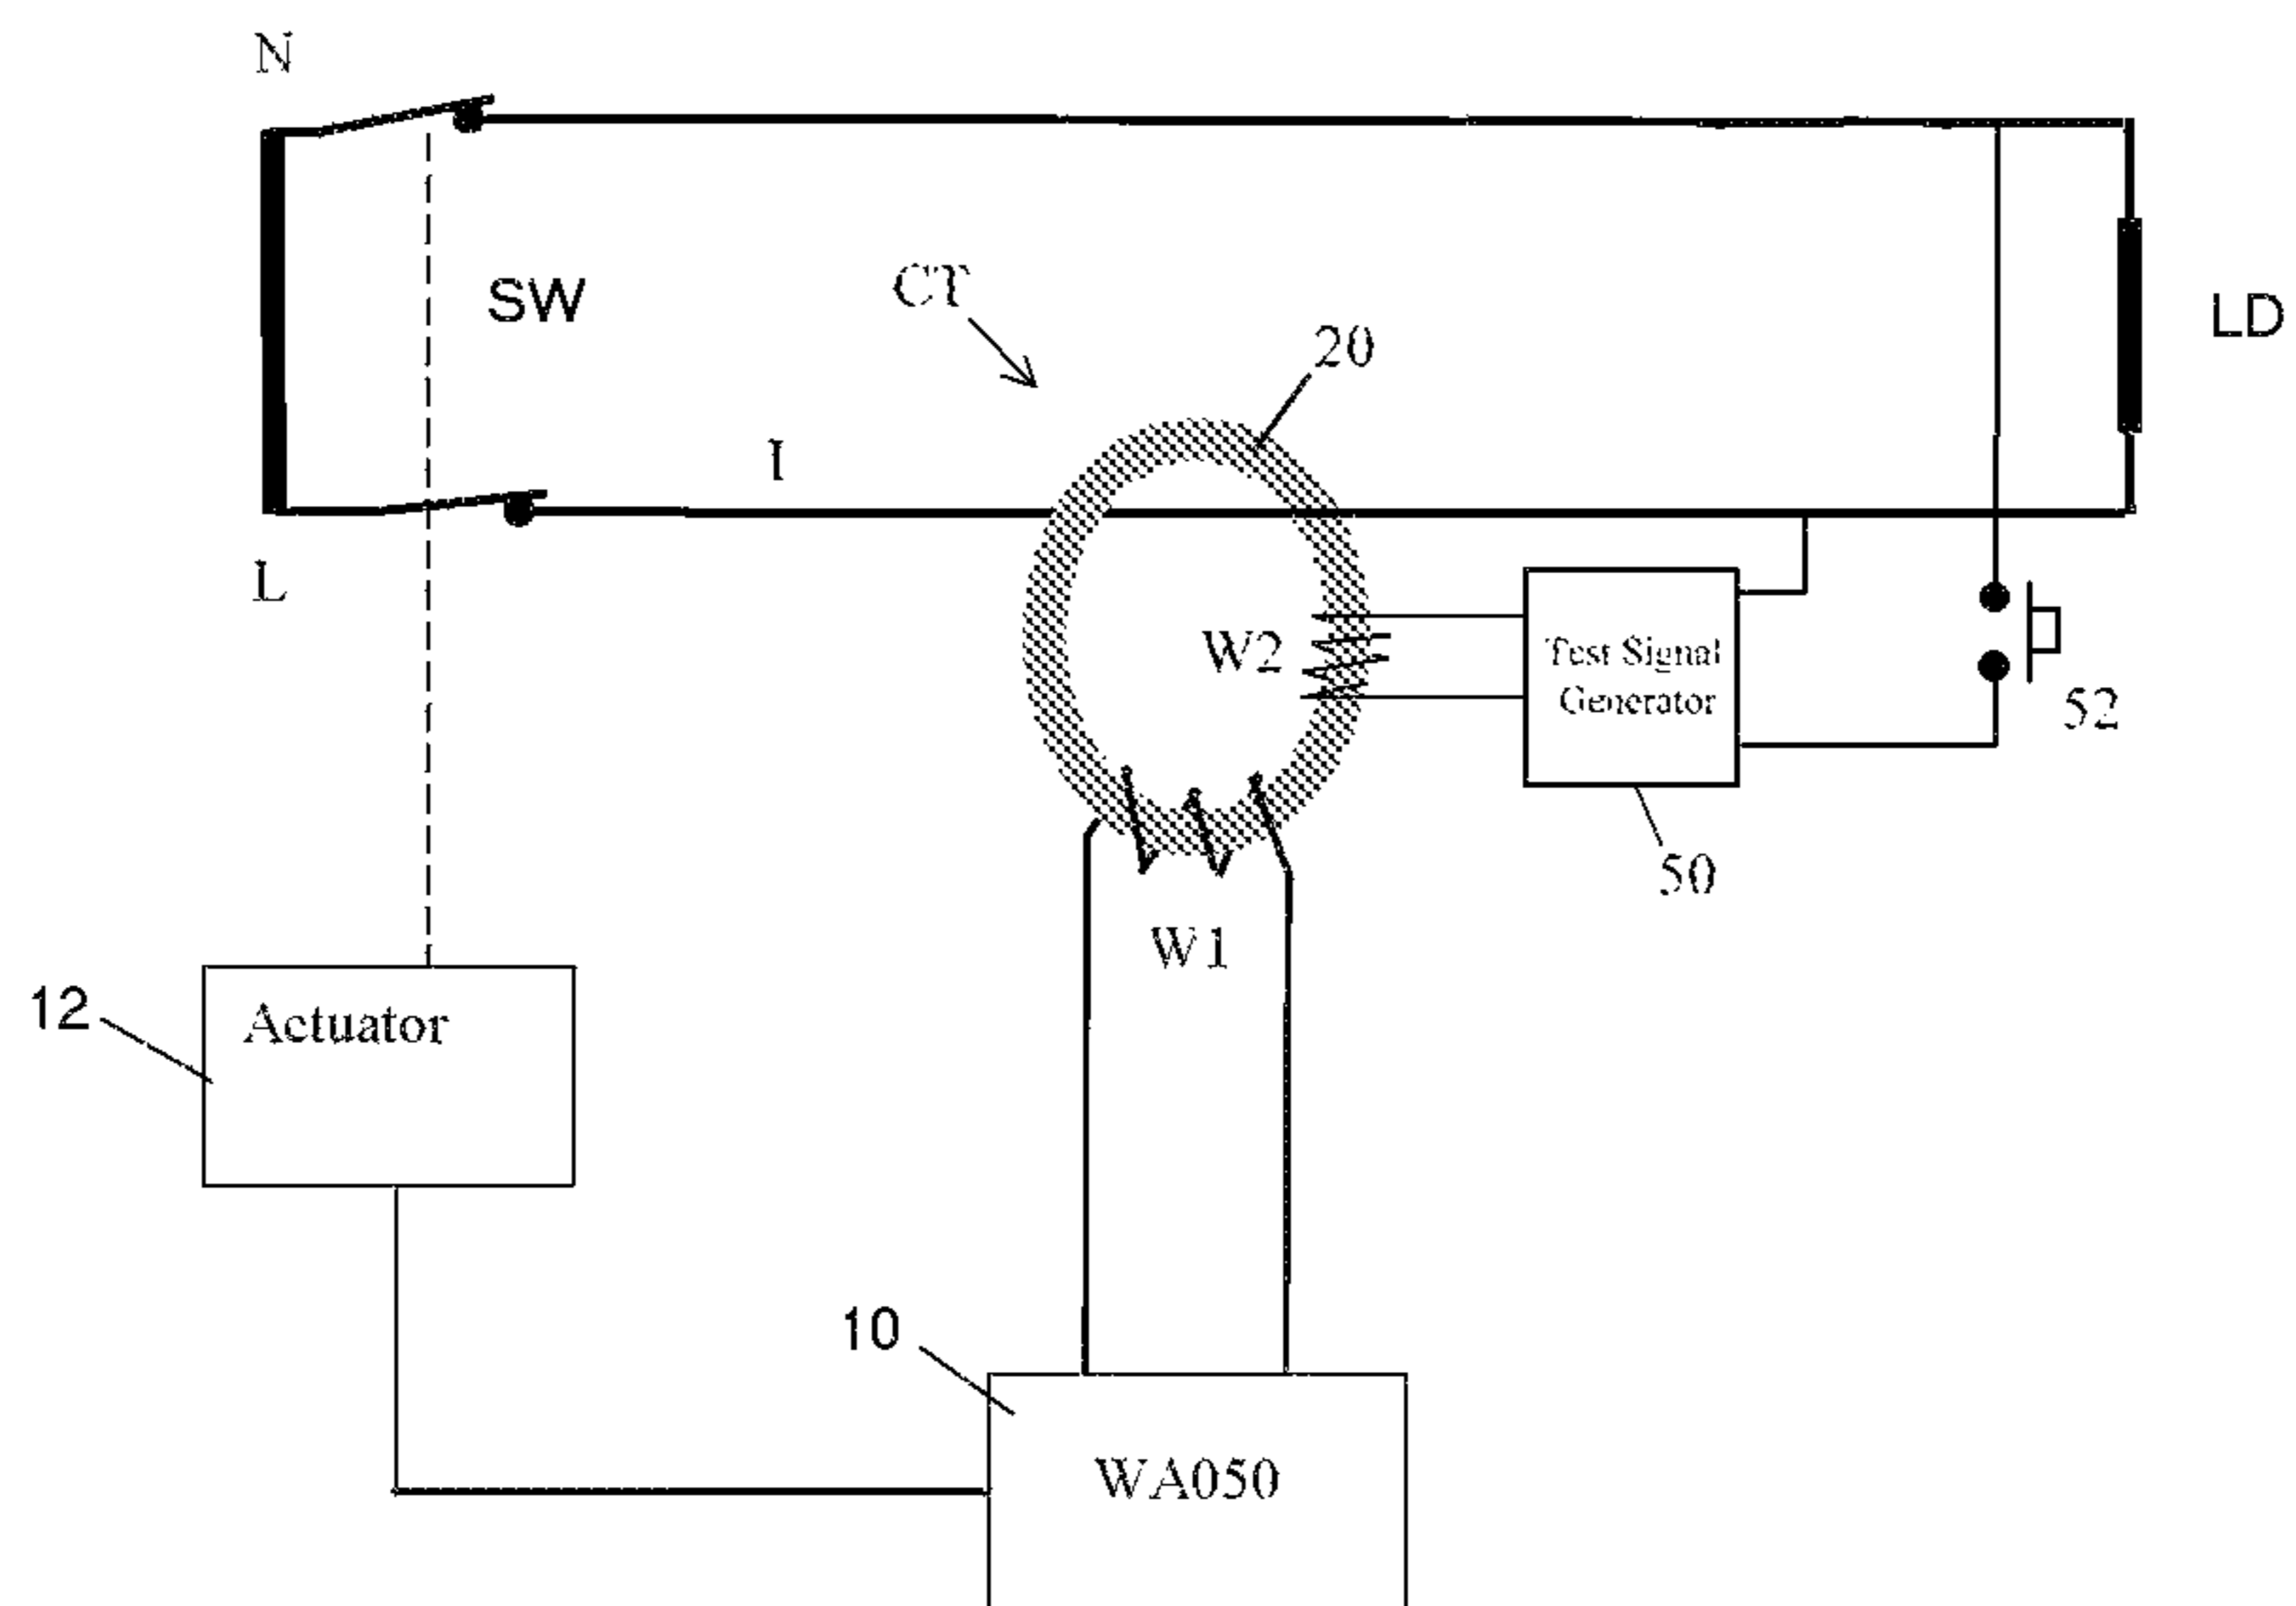 N
SW
CT
20
LD
I
L
W2
Test Signal
Generator
52
50
W1
12
Actuator
10
WA050